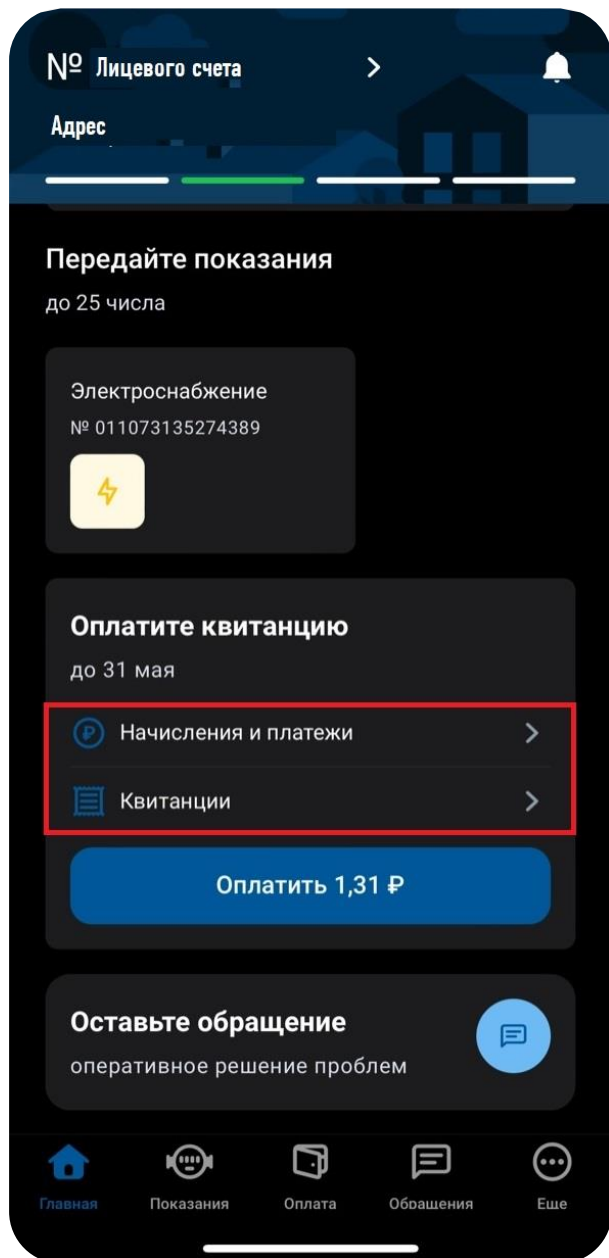 № Лицевого счета
Адрес
Передайте показания
до 25 числа
Электроснабжение
№ 011073135274389
Оплатите квитанцию
до 31 мая
Начисления и платежи
Квитанции
Оплатить 1,31 ₽
Оставьте обращение
оперативное решение проблем
Главная
Показания
Оплата
Обращения
Еще